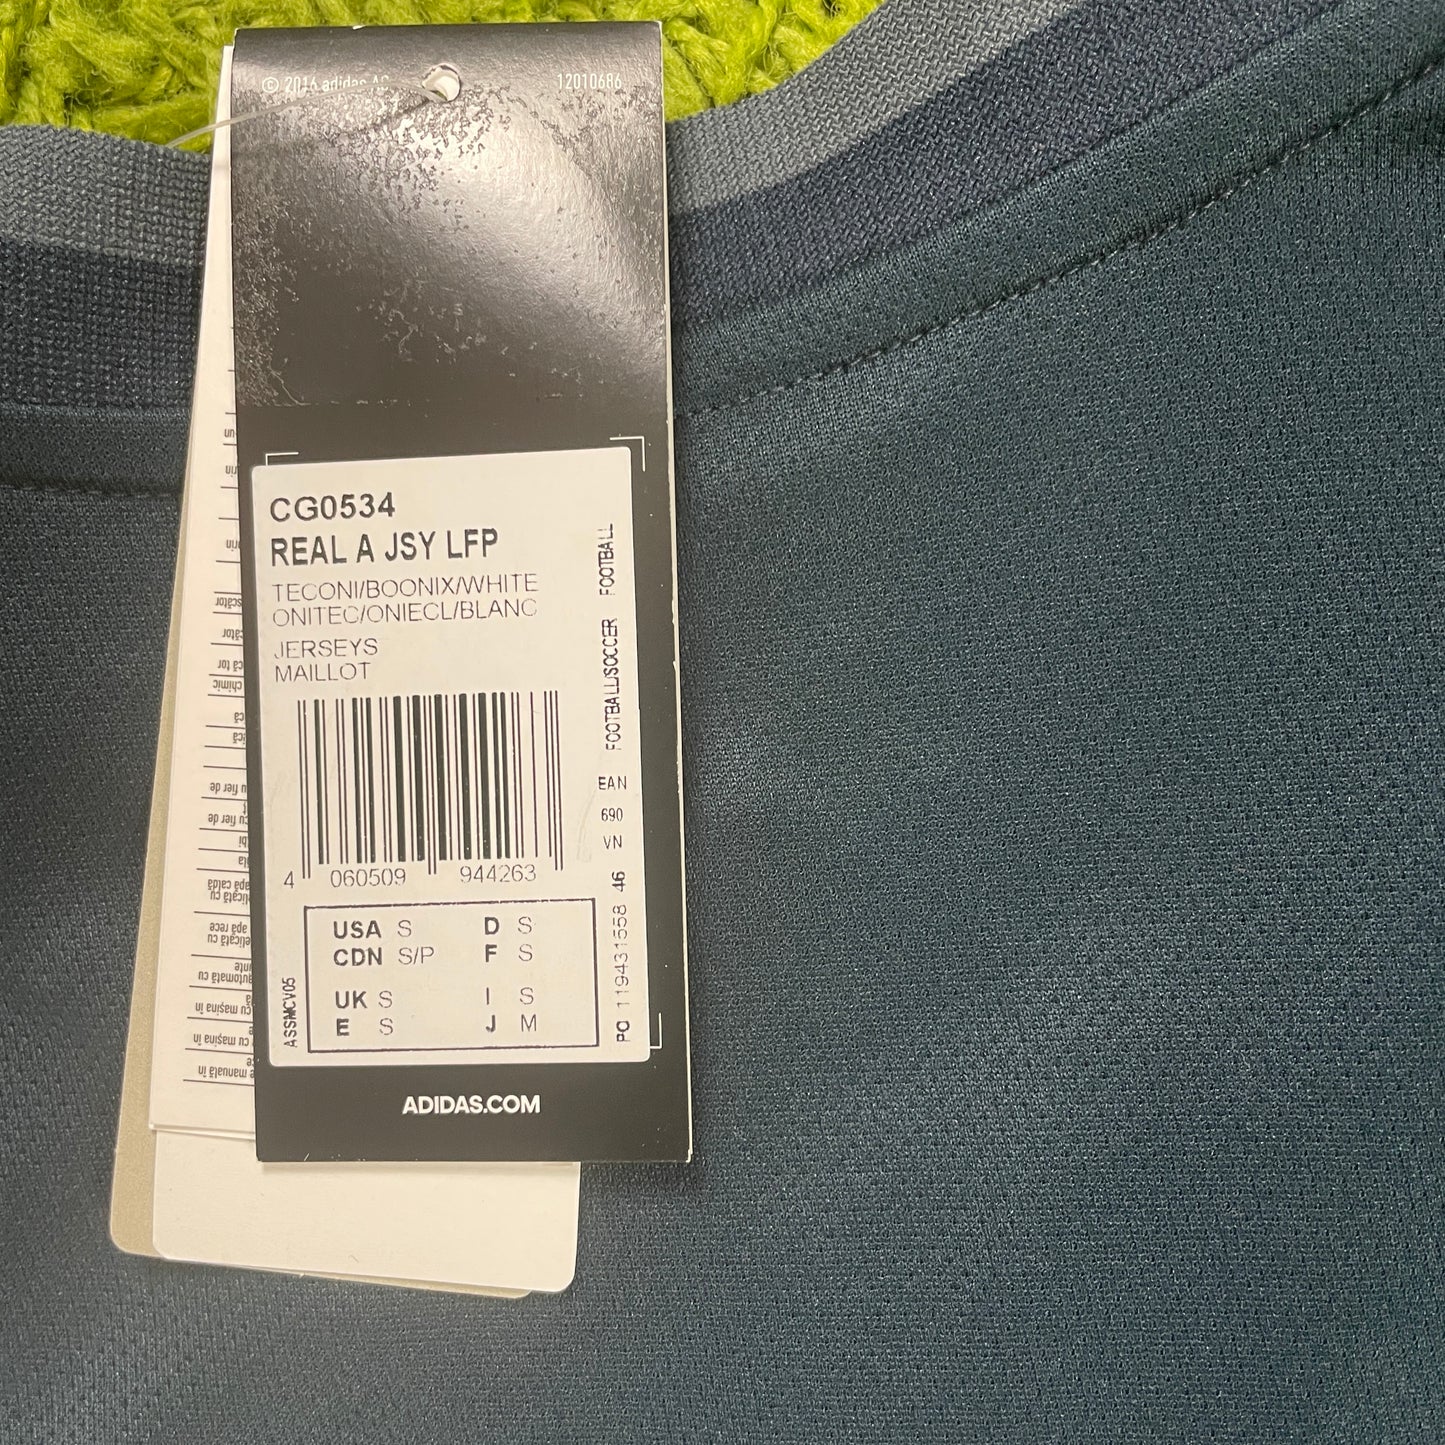 © 2016 adidas AG
12010686
CG0534
REAL A JSY LFP
TECONI/BOONIX/WHITE
ONITEC/ONIECL/BLANC
JERSEYS
MAILLOT
4 060509 944263
USA S D S
CDN S/P F S
UK S I S
E S J M
ASSMCV05
PO 119431558 46 VN 690 EAN FOOTBALL/SOCCER FOOTBALL
ADIDAS.COM